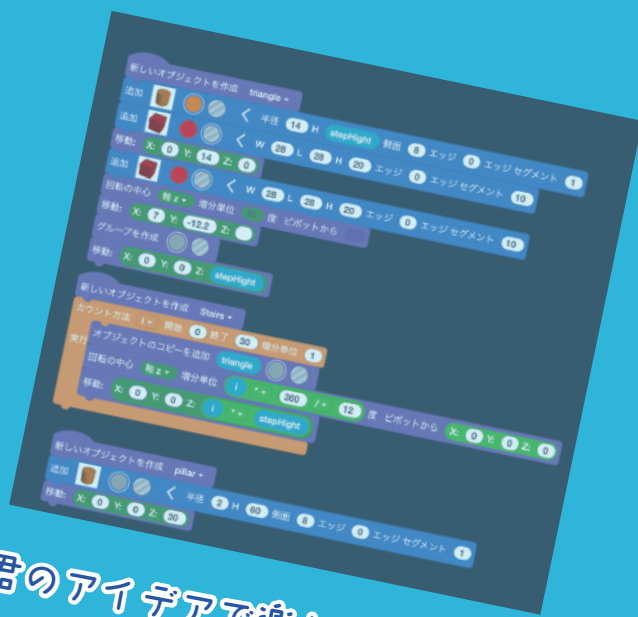 新しいオブジェクトを作成 triangle
追加 半径 14 H stepHight 側面 8 エッジ 0 エッジ セグメント 1
追加 W 28 L 28 H 20 エッジ 0 エッジ セグメント 10
移動: X: 0 Y: 14 Z: 0
追加 W 28 L 28 H 20 エッジ 0 エッジ セグメント 10
回転の中心 軸 z 増分単位 度 ピボットから
移動: X: 7 Y: -12.2 Z:
グループを作成
移動: X: 0 Y: 0 Z: stepHight
新しいオブジェクトを作成 Stairs
カウント方法 i 開始 0 終了 30 増分単位 1
実行 オブジェクトのコピーを追加 triangle
回転の中心 軸 z 増分単位 i * 360 / 12 度 ピボットから X: 0 Y: 0 Z: 0
移動: X: 0 Y: 0 Z: i * stepHight
新しいオブジェクトを作成 pillar
追加 半径 2 H 60 側面 8 エッジ 0 エッジ セグメント 1
移動: X: 0 Y: 0 Z: 30
君のアイデアで